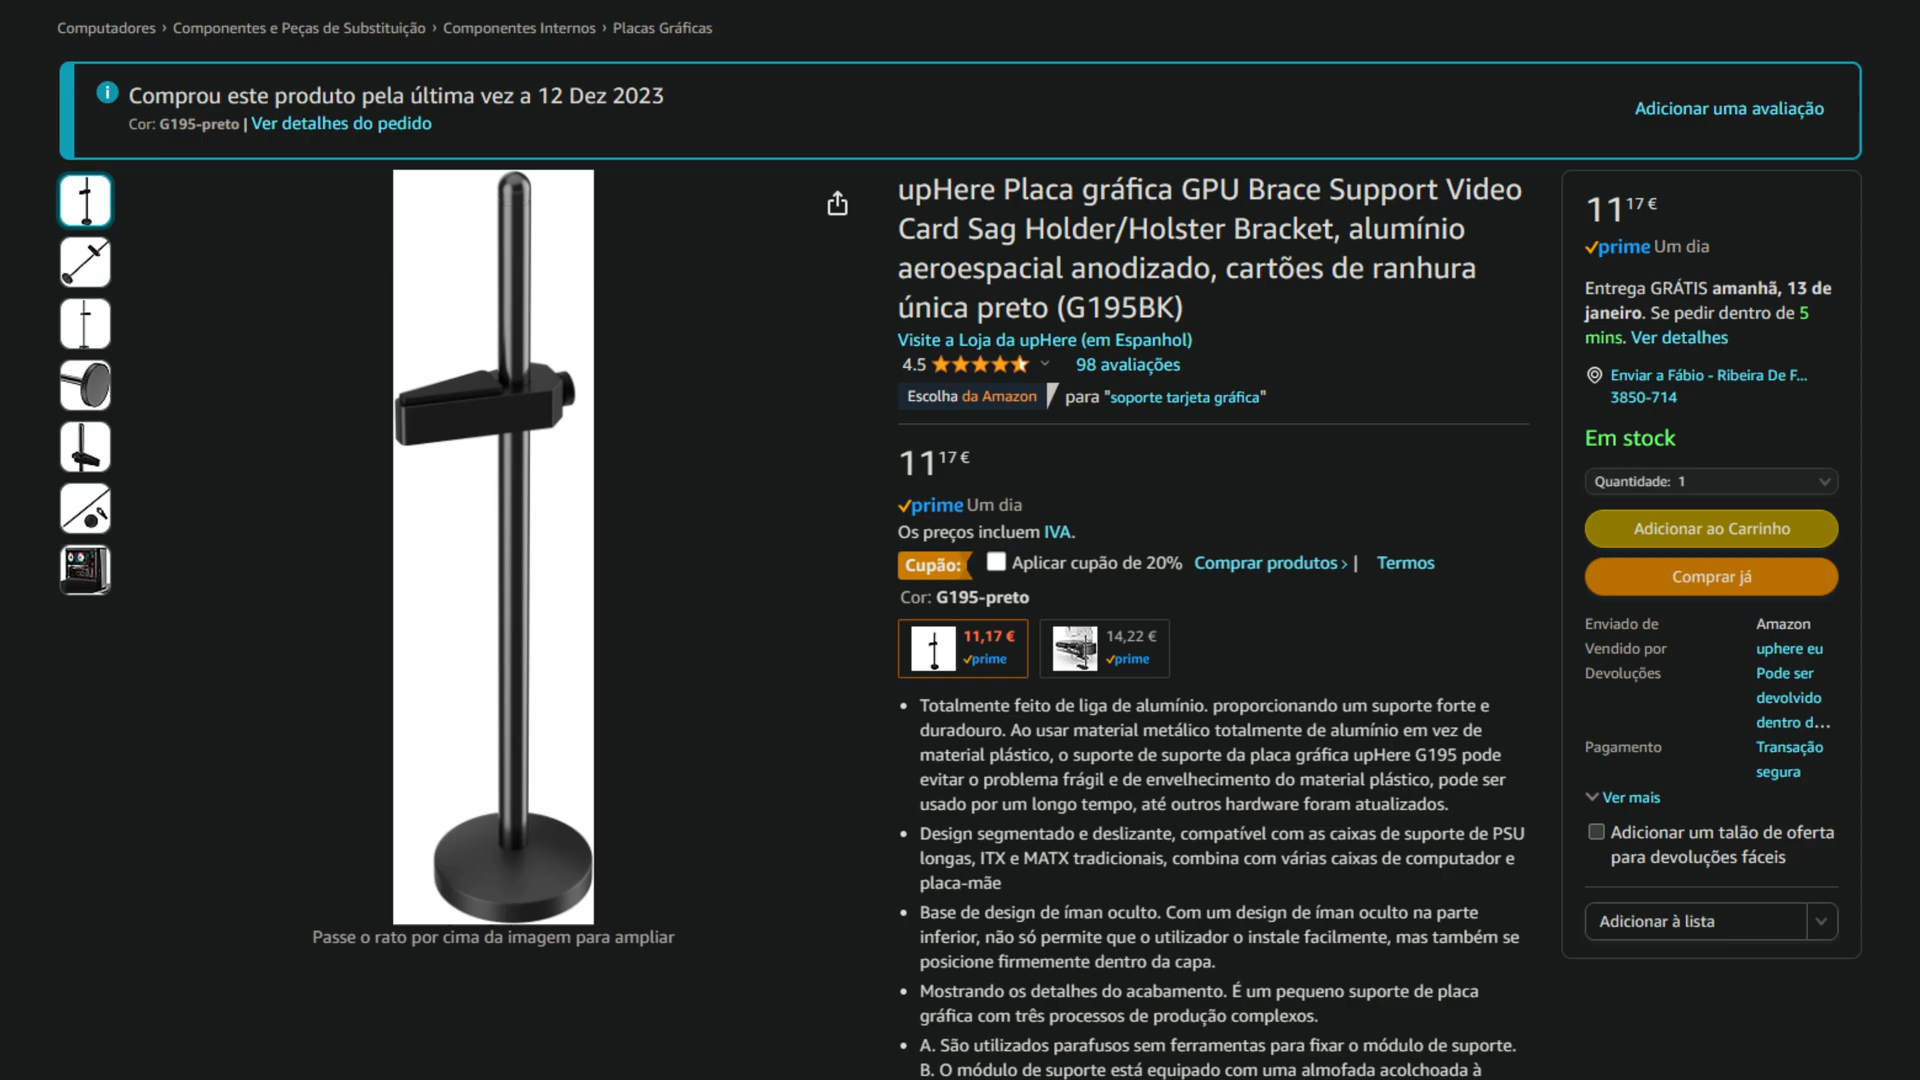 Computadores › Componentes e Peças de Substituição › Componentes Internos › Placas Gráficas
Comprou este produto pela última vez a 12 Dez 2023
Cor: G195-preto | Ver detalhes do pedido
Adicionar uma avaliação
Passe o rato por cima da imagem para ampliar
upHere Placa gráfica GPU Brace Support Video
Card Sag Holder/Holster Bracket, alumínio
aeroespacial anodizado, cartões de ranhura
única preto (G195BK)
Visite a Loja da upHere (em Espanhol)
4.5 98 avaliações
Escolha da Amazon para "soporte tarjeta gráfica"
11 17 €
prime Um dia
Os preços incluem IVA.
Cupão: Aplicar cupão de 20% Comprar produtos › | Termos
Cor: G195-preto
11,17 €
prime
14,22 €
prime
• Totalmente feito de liga de alumínio. proporcionando um suporte forte e
duradouro. Ao usar material metálico totalmente de alumínio em vez de
material plástico, o suporte de suporte da placa gráfica upHere G195 pode
evitar o problema frágil e de envelhecimento do material plástico, pode ser
usado por um longo tempo, até outros hardware foram atualizados.
• Design segmentado e deslizante, compatível com as caixas de suporte de PSU
longas, ITX e MATX tradicionais, combina com várias caixas de computador e
placa-mãe
• Base de design de íman oculto. Com um design de íman oculto na parte
inferior, não só permite que o utilizador o instale facilmente, mas também se
posicione firmemente dentro da capa.
• Mostrando os detalhes do acabamento. É um pequeno suporte de placa
gráfica com três processos de produção complexos.
• A. São utilizados parafusos sem ferramentas para fixar o módulo de suporte.
B. O módulo de suporte está equipado com uma almofada acolchoada à
11 17 €
prime Um dia
Entrega GRÁTIS amanhã, 13 de
janeiro. Se pedir dentro de 5
mins. Ver detalhes
Enviar a Fábio - Ribeira De F...
3850-714
Em stock
Quantidade: 1
Adicionar ao Carrinho
Comprar já
Enviado de Amazon
Vendido por uphere eu
Devoluções Pode ser
devolvido
dentro d...
Pagamento Transação
segura
Ver mais
Adicionar um talão de oferta
para devoluções fáceis
Adicionar à lista